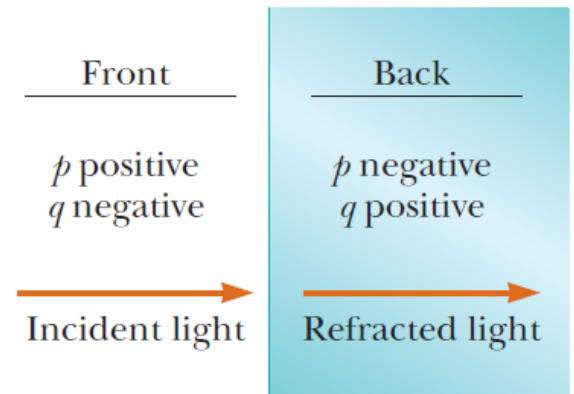 Front
p positive
q negative
Incident light
Back
p negative
q positive
Refracted light